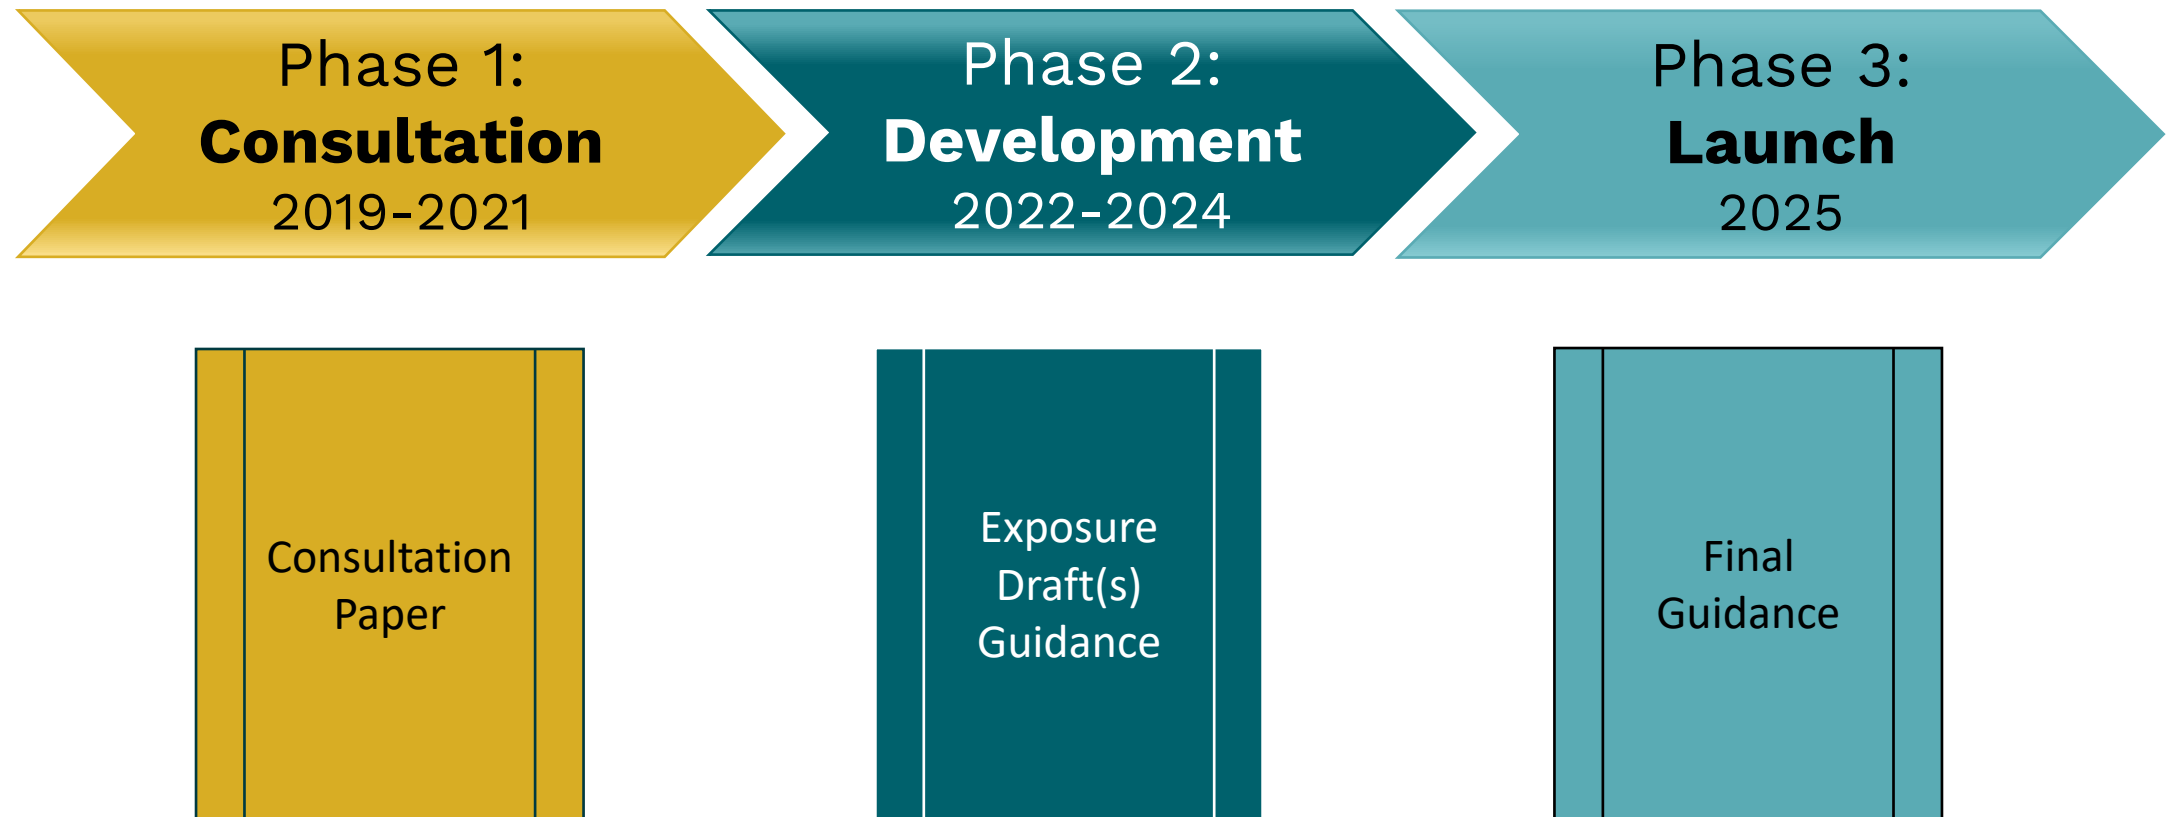 Phase 1:
Consultation
2019-2021
Phase 2:
Development
2022-2024
Phase 3:
Launch
2025
Consultation
Paper
Exposure
Draft(s)
Guidance
Final
Guidance